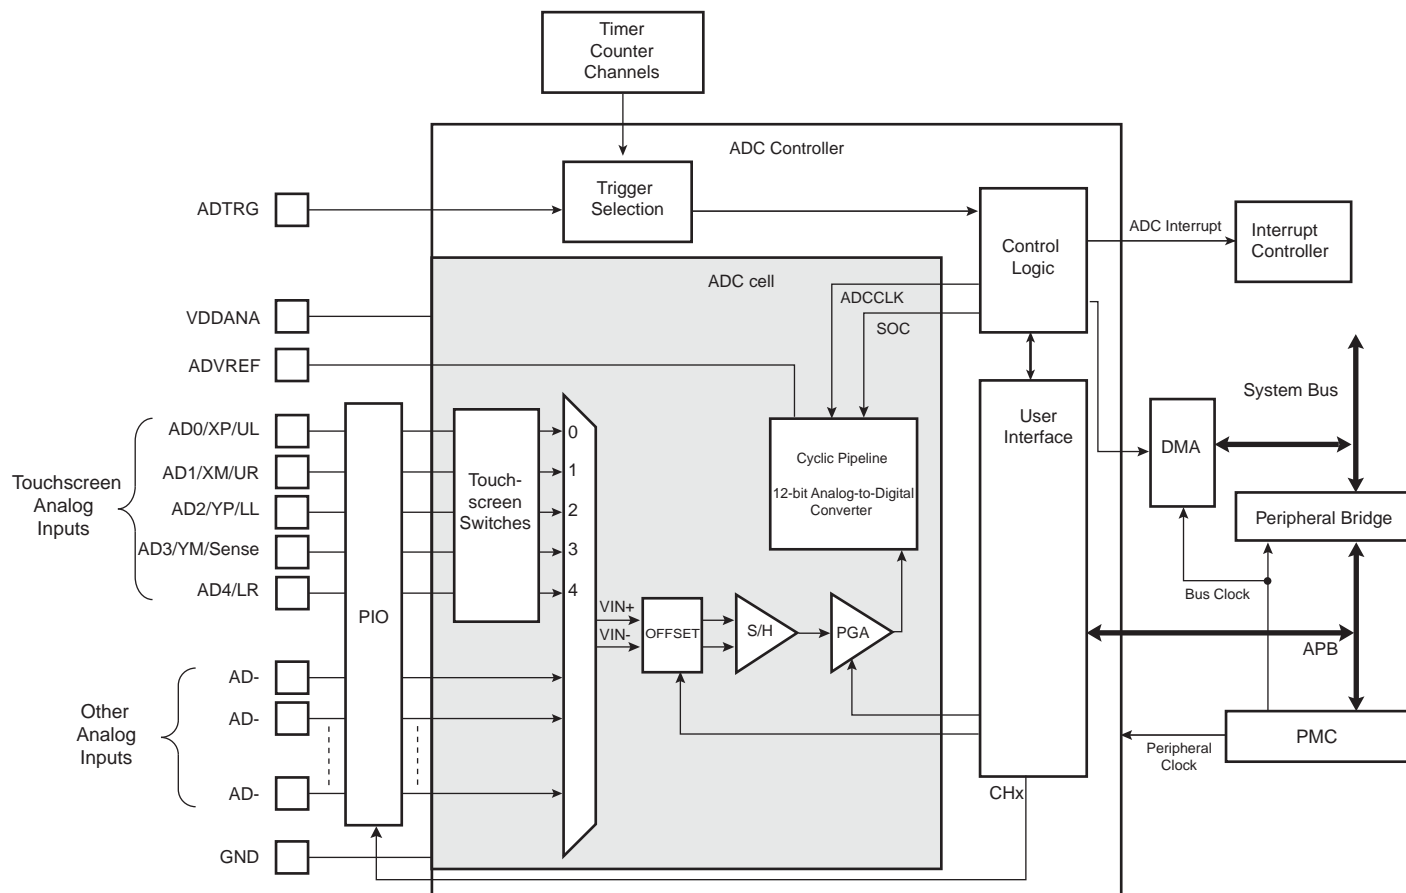 Timer
Counter
Channels
ADC Controller
Trigger
Selection
ADTRG
Control
Logic
ADC Interrupt
Interrupt
Controller
ADC cell
ADCCLK
SOC
VDDANA
ADVREF
User
Interface
System Bus
DMA
Touchscreen
Analog
Inputs
AD0/XP/UL
AD1/XM/UR
AD2/YP/LL
AD3/YM/Sense
AD4/LR
PIO
Touch-
screen
Switches
0
1
2
3
4
Cyclic Pipeline
12-bit Analog-to-Digital
Converter
Peripheral Bridge
Bus Clock
VIN+
VIN-
OFFSET
S/H
PGA
APB
Other
Analog
Inputs
AD-
AD-
AD-
PMC
Peripheral
Clock
CHx
GND